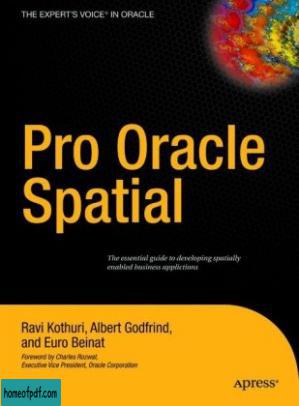 THE EXPERT'S VOICE® IN ORACLE
Pro Oracle
Spatial
The essential guide to developing spatially
enabled business applictions
Ravi Kothuri, Albert Godfrind,
and Euro Beinat
Foreword by Charles Rozwat,
Executive Vice President, Oracle Corporation
homeofpdf.com
Apress®